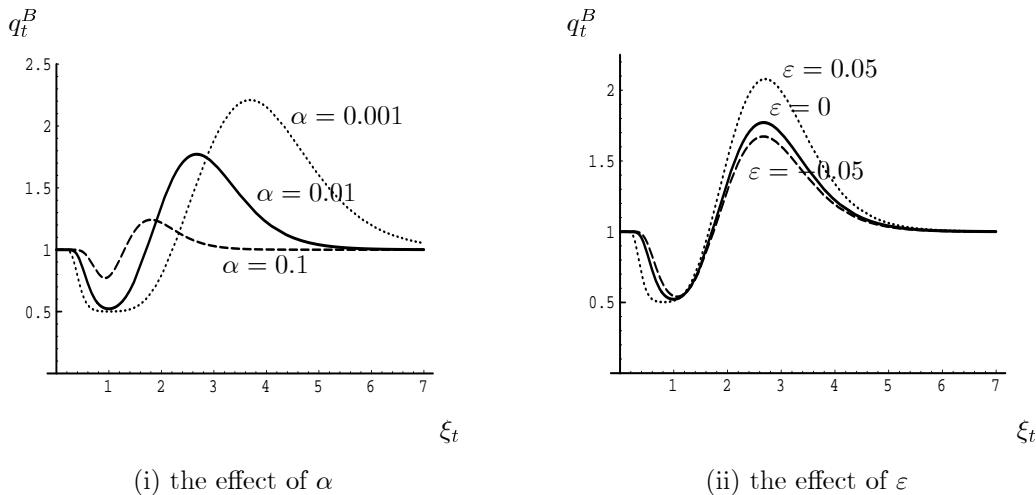 q_t^B
2.5
2
1.5
1
0.5
1 2 3 4 5 6 7
α = 0.001
α = 0.01
α = 0.1
ξ_t
(i) the effect of α
q_t^B
2
1.5
1
0.5
1 2 3 4 5 6 7
ε = 0.05
ε = 0
ε = −0.05
ξ_t
(ii) the effect of ε